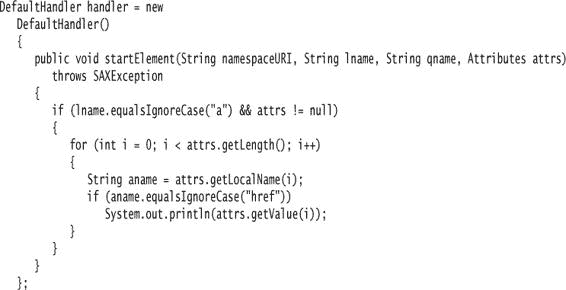 DefaultHandler handler = new
   DefaultHandler()
   {
      public void startElement(String namespaceURI, String lname, String qname, Attributes attrs)
         throws SAXException
      {
         if (lname.equalsIgnoreCase("a") && attrs != null)
         {
            for (int i = 0; i < attrs.getLength(); i++)
            {
               String aname = attrs.getLocalName(i);
               if (aname.equalsIgnoreCase("href"))
                  System.out.println(attrs.getValue(i));
            }
         }
      }
   };